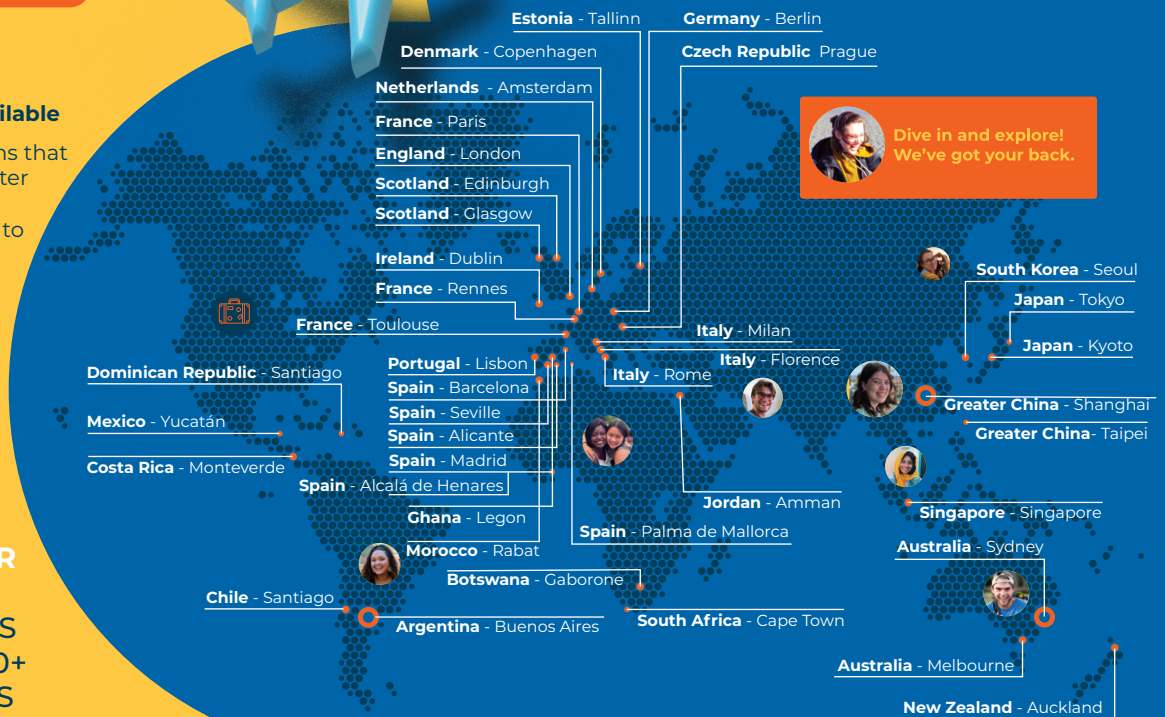 Estonia - Tallinn
Germany - Berlin
Denmark - Copenhagen
Czech Republic Prague
Netherlands - Amsterdam
France - Paris
England - London
Scotland - Edinburgh
Scotland - Glasgow
Ireland - Dublin
France - Rennes
France - Toulouse
Dive in and explore!
We've got your back.
South Korea - Seoul
Japan - Tokyo
Japan - Kyoto
Italy - Milan
Italy - Florence
Italy - Rome
Portugal - Lisbon
Spain - Barcelona
Spain - Seville
Spain - Alicante
Spain - Madrid
Spain - Alcalá de Henares
Dominican Republic - Santiago
Mexico - Yucatán
Costa Rica - Monteverde
Greater China - Shanghai
Greater China- Taipei
Singapore - Singapore
Jordan - Amman
Ghana - Legon
Spain - Palma de Mallorca
Morocco - Rabat
Botswana - Gaborone
Chile - Santiago
Argentina - Buenos Aires
South Africa - Cape Town
Australia - Sydney
Australia - Melbourne
New Zealand - Auckland
ilable
ns that
ter
to
R
S
0+
S